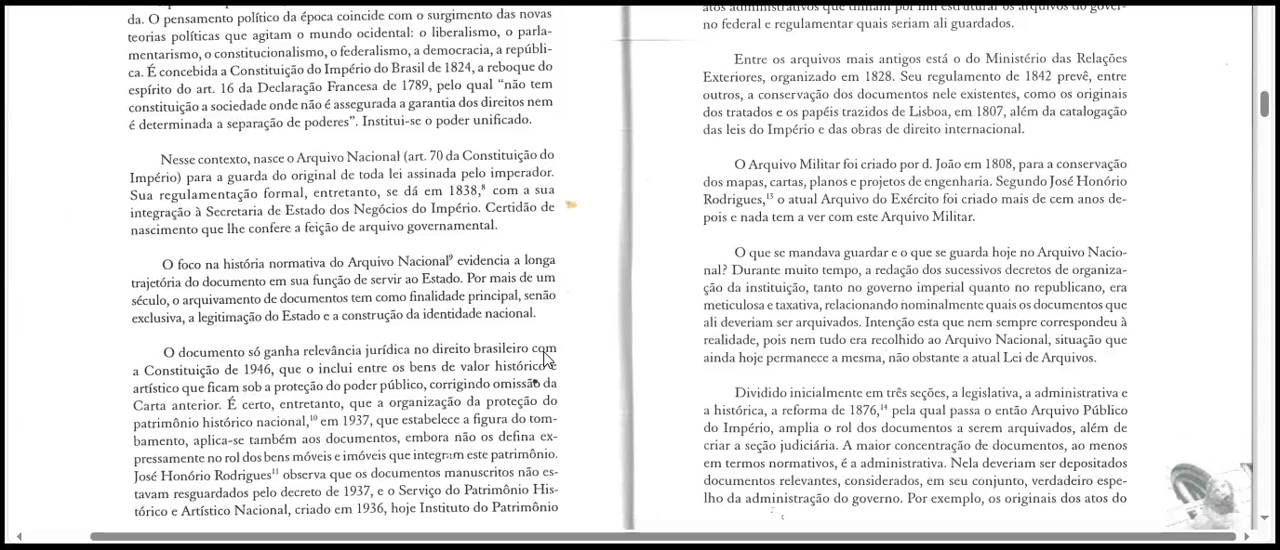 da. O pensamento político da época coincide com o surgimento das novas
teorias políticas que agitam o mundo ocidental: o liberalismo, o parla-
mentarismo, o constitucionalismo, o federalismo, a democracia, a repúbli-
ca. É concebida a Constituição do Império do Brasil de 1824, a reboque do
espírito do art. 16 da Declaração Francesa de 1789, pelo qual “não tem
constituição a sociedade onde não é assegurada a garantia dos direitos nem
é determinada a separação de poderes”. Institui-se o poder unificado.
Nesse contexto, nasce o Arquivo Nacional (art. 70 da Constituição do
Império) para a guarda do original de toda lei assinada pelo imperador.
Sua regulamentação formal, entretanto, se dá em 1838,⁸ com a sua
integração à Secretaria de Estado dos Negócios do Império. Certidão de
nascimento que lhe confere a feição de arquivo governamental.
O foco na história normativa do Arquivo Nacional⁹ evidencia a longa
trajetória do documento em sua função de servir ao Estado. Por mais de um
século, o arquivamento de documentos tem como finalidade principal, senão
exclusiva, a legitimação do Estado e a construção da identidade nacional.
O documento só ganha relevância jurídica no direito brasileiro com
a Constituição de 1946, que o inclui entre os bens de valor histórico e
artístico que ficam sob a proteção do poder público, corrigindo omissão da
Carta anterior. É certo, entretanto, que a organização da proteção do
patrimônio histórico nacional,¹⁰ em 1937, que estabelece a figura do tom-
bamento, aplica-se também aos documentos, embora não os defina ex-
pressamente no rol dos bens móveis e imóveis que integram este patrimônio.
José Honório Rodrigues¹¹ observa que os documentos manuscritos não es-
tavam resguardados pelo decreto de 1937, e o Serviço do Patrimônio His-
tórico e Artístico Nacional, criado em 1936, hoje Instituto do Patrimônio
atos administrativos que tinham por fim estruturar os arquivos do gover-
no federal e regulamentar quais seriam ali guardados.
Entre os arquivos mais antigos está o do Ministério das Relações
Exteriores, organizado em 1828. Seu regulamento de 1842 prevê, entre
outros, a conservação dos documentos nele existentes, como os originais
dos tratados e os papéis trazidos de Lisboa, em 1807, além da catalogação
das leis do Império e das obras de direito internacional.
O Arquivo Militar foi criado por d. João em 1808, para a conservação
dos mapas, cartas, planos e projetos de engenharia. Segundo José Honório
Rodrigues,¹³ o atual Arquivo do Exército foi criado mais de cem anos de-
pois e nada tem a ver com este Arquivo Militar.
O que se mandava guardar e o que se guarda hoje no Arquivo Nacio-
nal? Durante muito tempo, a redação dos sucessivos decretos de organiza-
ção da instituição, tanto no governo imperial quanto no republicano, era
meticulosa e taxativa, relacionando nominalmente quais os documentos que
ali deveriam ser arquivados. Intenção esta que nem sempre correspondeu à
realidade, pois nem tudo era recolhido ao Arquivo Nacional, situação que
ainda hoje permanece a mesma, não obstante a atual Lei de Arquivos.
Dividido inicialmente em três seções, a legislativa, a administrativa e
a histórica, a reforma de 1876,¹⁴ pela qual passa o então Arquivo Público
do Império, amplia o rol dos documentos a serem arquivados, além de
criar a seção judiciária. A maior concentração de documentos, ao menos
em termos normativos, é a administrativa. Nela deveriam ser depositados
documentos relevantes, considerados, em seu conjunto, verdadeiro espe-
lho da administração do governo. Por exemplo, os originais dos atos do